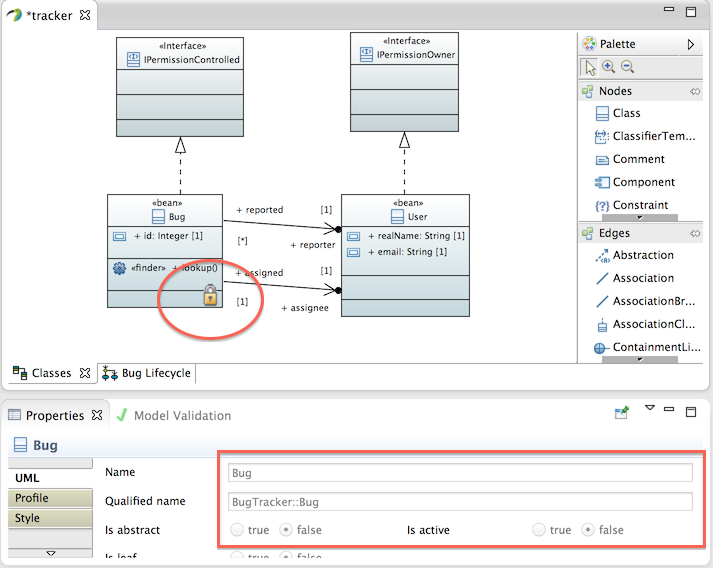 *tracker
«Interface»
IPermissionControlled
«Interface»
IPermissionOwner
«bean»
Bug
+ id: Integer [1]
«finder» + lookup()
+ reported
[1]
[*]
+ reporter
+ assigned
[1]
[1]
+ assignee
«bean»
User
+ realName: String [1]
+ email: String [1]
Palette
Nodes
Class
ClassifierTem...
Comment
Component
{?} Constraint
Edges
Abstraction
Association
AssociationBr...
AssociationCl...
ContainmentLi...
Classes
Bug Lifecycle
Properties
Model Validation
Bug
UML
Profile
Style
Name
Bug
Qualified name
BugTracker::Bug
Is abstract true false Is active true false
Is leaf true false